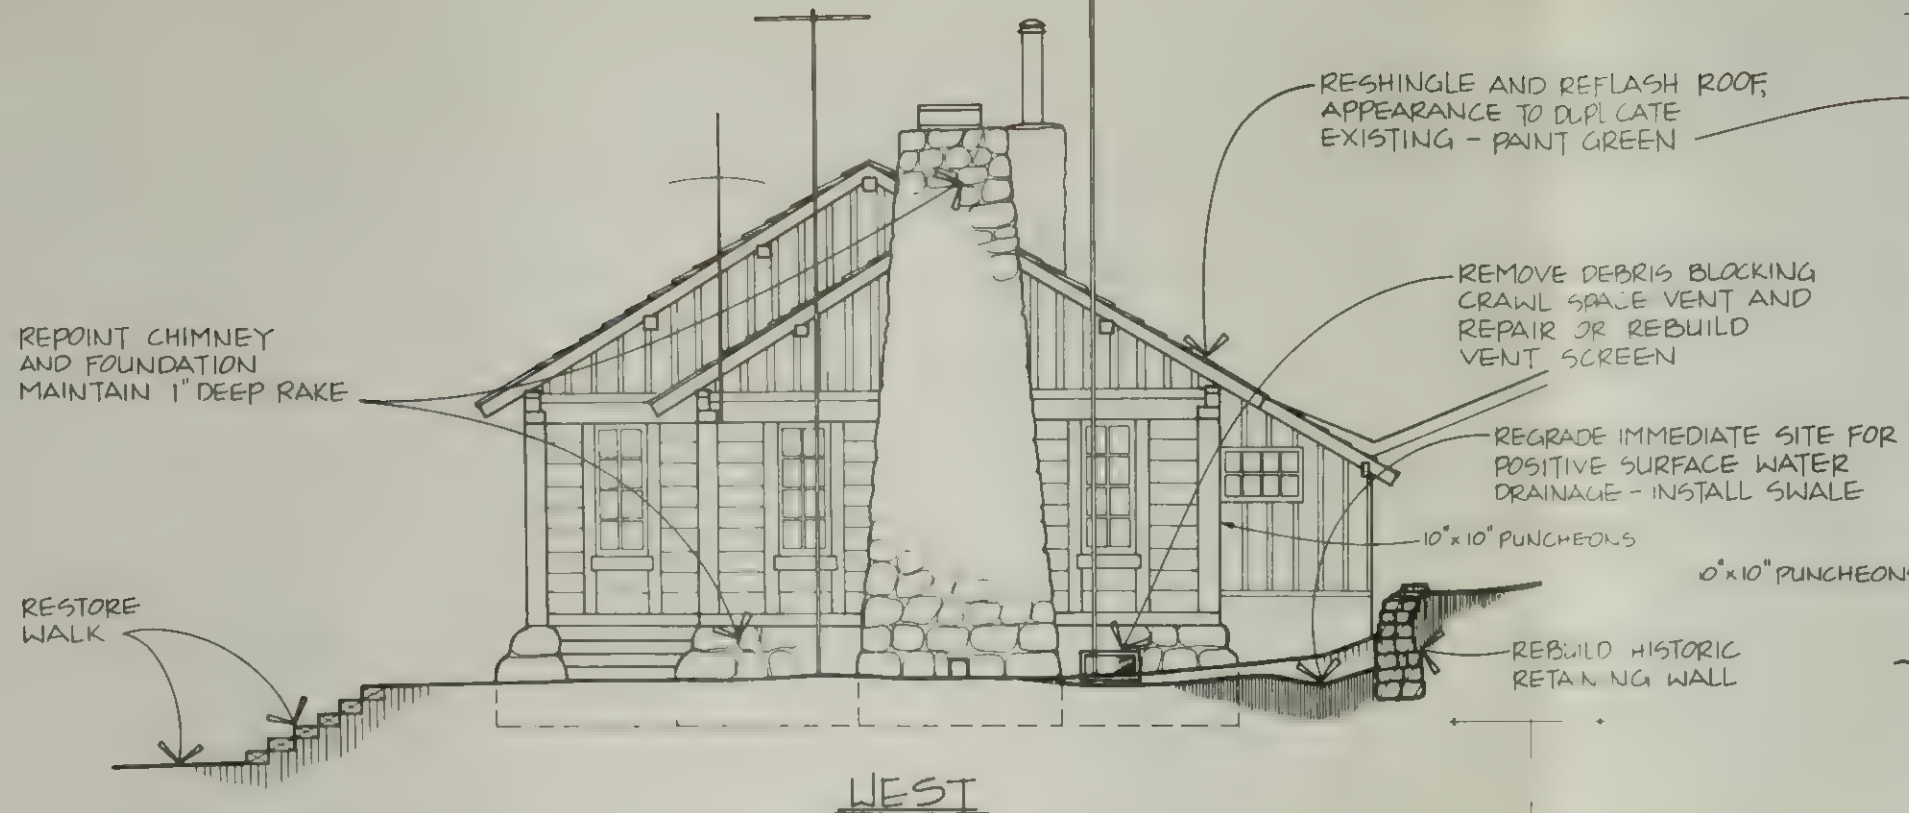 RESHINGLE AND REFLASH ROOF,
APPEARANCE TO DUPLICATE
EXISTING - PAINT GREEN
REMOVE DEBRIS BLOCKING
CRAWL SPACE VENT AND
REPAIR OR REBUILD
VENT SCREEN
REPOINT CHIMNEY
AND FOUNDATION
MAINTAIN 1" DEEP RAKE
REGRADE IMMEDIATE SITE FOR
POSITIVE SURFACE WATER
DRAINAGE - INSTALL SWALE
10"x10" PUNCHEONS
10"x10" PUNCHEONS
RESTORE
WALK
REBUILD HISTORIC
RETAINING WALL
WEST